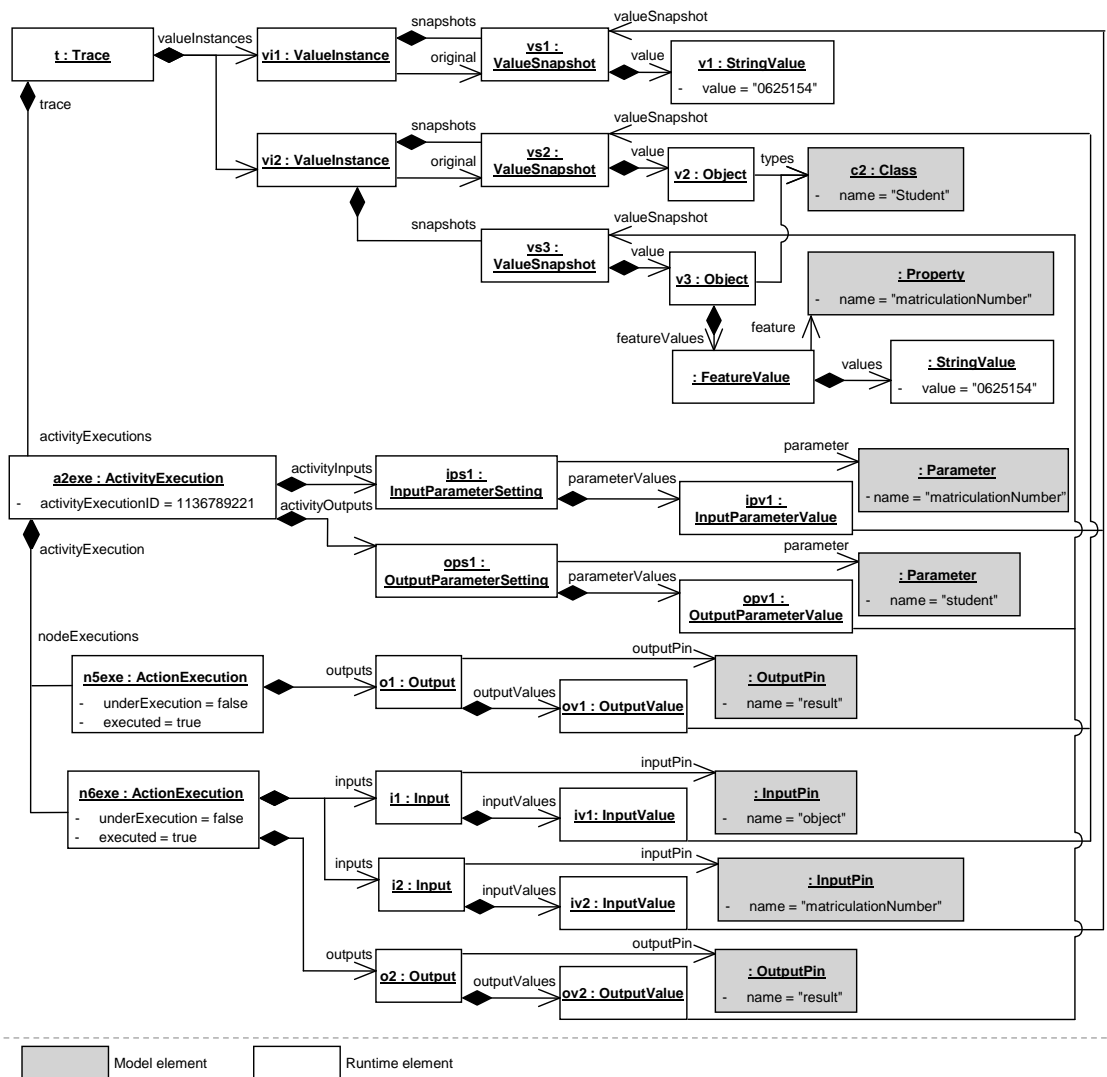 snapshots
valueSnapshot
valueInstances
t : Trace
vi1 : ValueInstance
original
vs1 :
ValueSnapshot
value
v1 : StringValue
- value = "0625154"
trace
snapshots
valueSnapshot
vi2 : ValueInstance
original
vs2 :
ValueSnapshot
value
v2 : Object
types
c2 : Class
- name = "Student"
snapshots
valueSnapshot
vs3 :
ValueSnapshot
value
v3 : Object
: Property
- name = "matriculationNumber"
featureValues
feature
: FeatureValue
values
: StringValue
- value = "0625154"
activityExecutions
a2exe : ActivityExecution
- activityExecutionID = 1136789221
activityInputs
ips1 :
InputParameterSetting
parameter
: Parameter
- name = "matriculationNumber"
parameterValues
ipv1 :
InputParameterValue
activityOutputs
ops1 :
OutputParameterSetting
parameter
: Parameter
- name = "student"
parameterValues
opv1 :
OutputParameterValue
activityExecution
nodeExecutions
n5exe : ActionExecution
- underExecution = false
- executed = true
outputs
o1 : Output
outputPin
: OutputPin
- name = "result"
outputValues
ov1 : OutputValue
n6exe : ActionExecution
- underExecution = false
- executed = true
inputs
i1 : Input
inputPin
: InputPin
- name = "object"
inputValues
iv1: InputValue
inputs
i2 : Input
inputPin
: InputPin
- name = "matriculationNumber"
inputValues
iv2 : InputValue
outputs
o2 : Output
outputPin
: OutputPin
- name = "result"
outputValues
ov2 : OutputValue
Model element
Runtime element